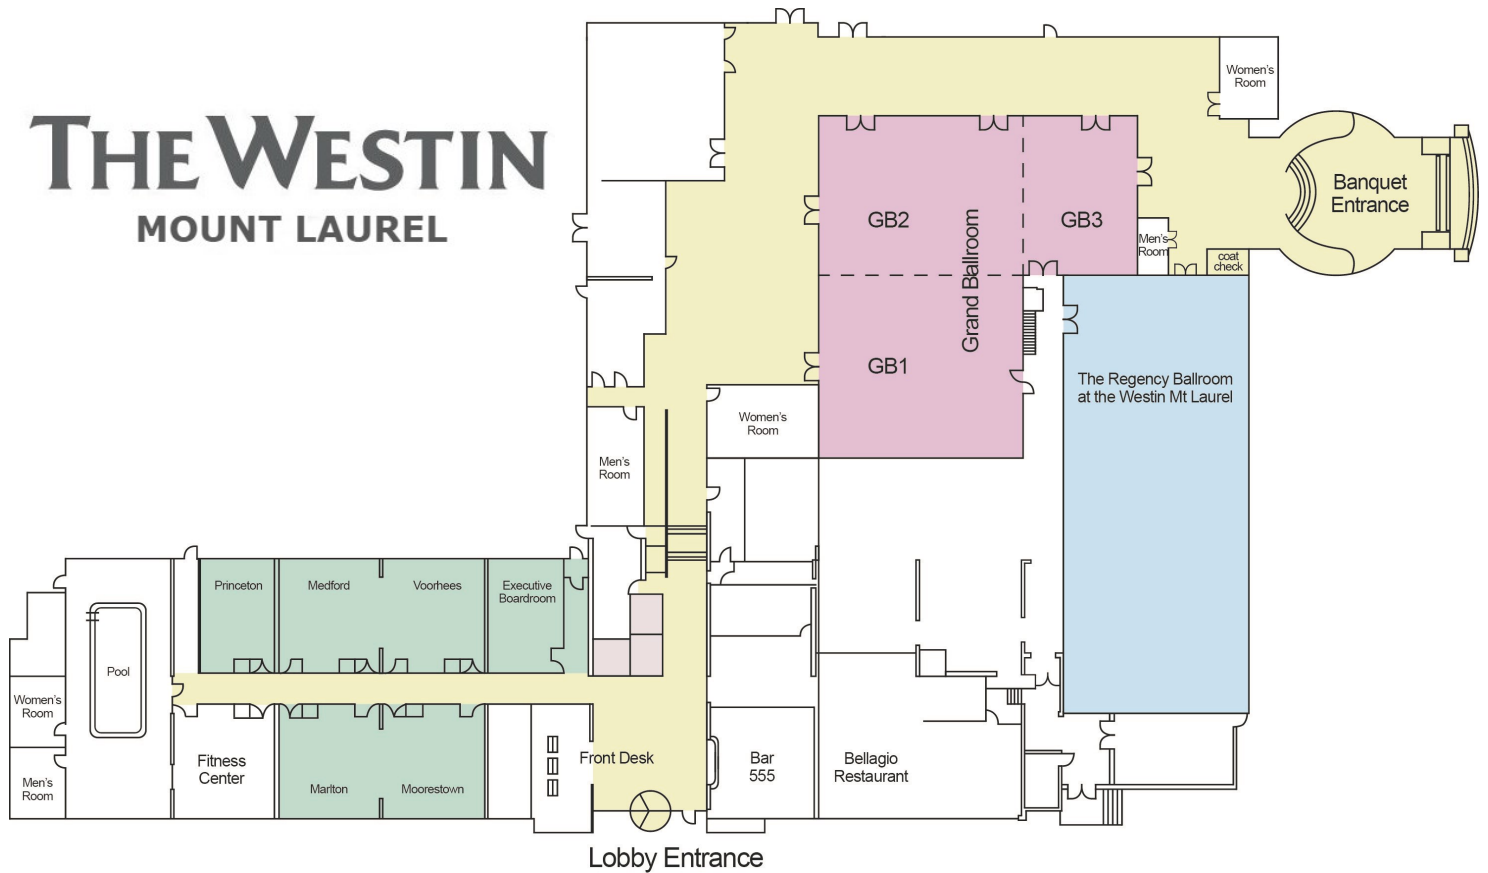 THE WESTIN
MOUNT LAUREL
Women's
Room
Banquet
Entrance
GB2
GB3
Grand Ballroom
Men's
Room
coat
check
GB1
The Regency Ballroom
at the Westin Mt Laurel
Women's
Room
Men's
Room
Princeton
Medford
Voorhees
Executive
Boardroom
Pool
Women's
Room
Men's
Room
Fitness
Center
Marlton
Moorestown
Front Desk
Bar
555
Bellagio
Restaurant
Lobby Entrance